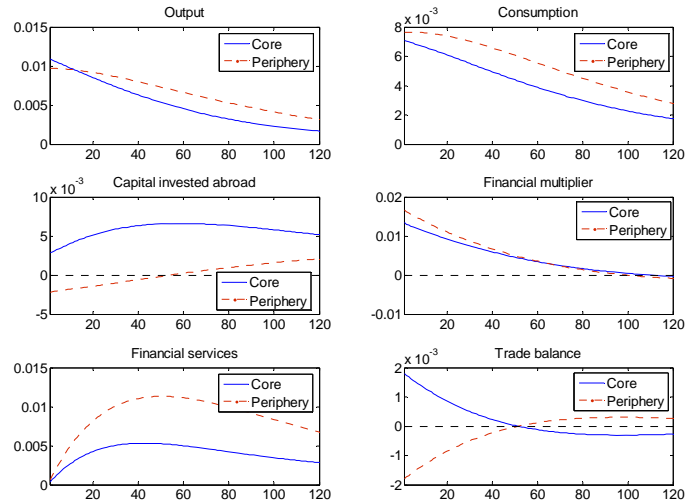 Output
0.015
0.01
0.005
0
20 40 60 80 100 120
Core
Periphery
Consumption
8 x 10-3
6
4
2
0
20 40 60 80 100 120
Core
Periphery
Capital invested abroad
10 x 10-3
5
0
-5
20 40 60 80 100 120
Core
Periphery
Financial multiplier
0.02
0.01
0
-0.01
20 40 60 80 100 120
Core
Periphery
Financial services
0.015
0.01
0.005
0
20 40 60 80 100 120
Core
Periphery
Trade balance
2 x 10-3
1
0
-1
-2
20 40 60 80 100 120
Core
Periphery